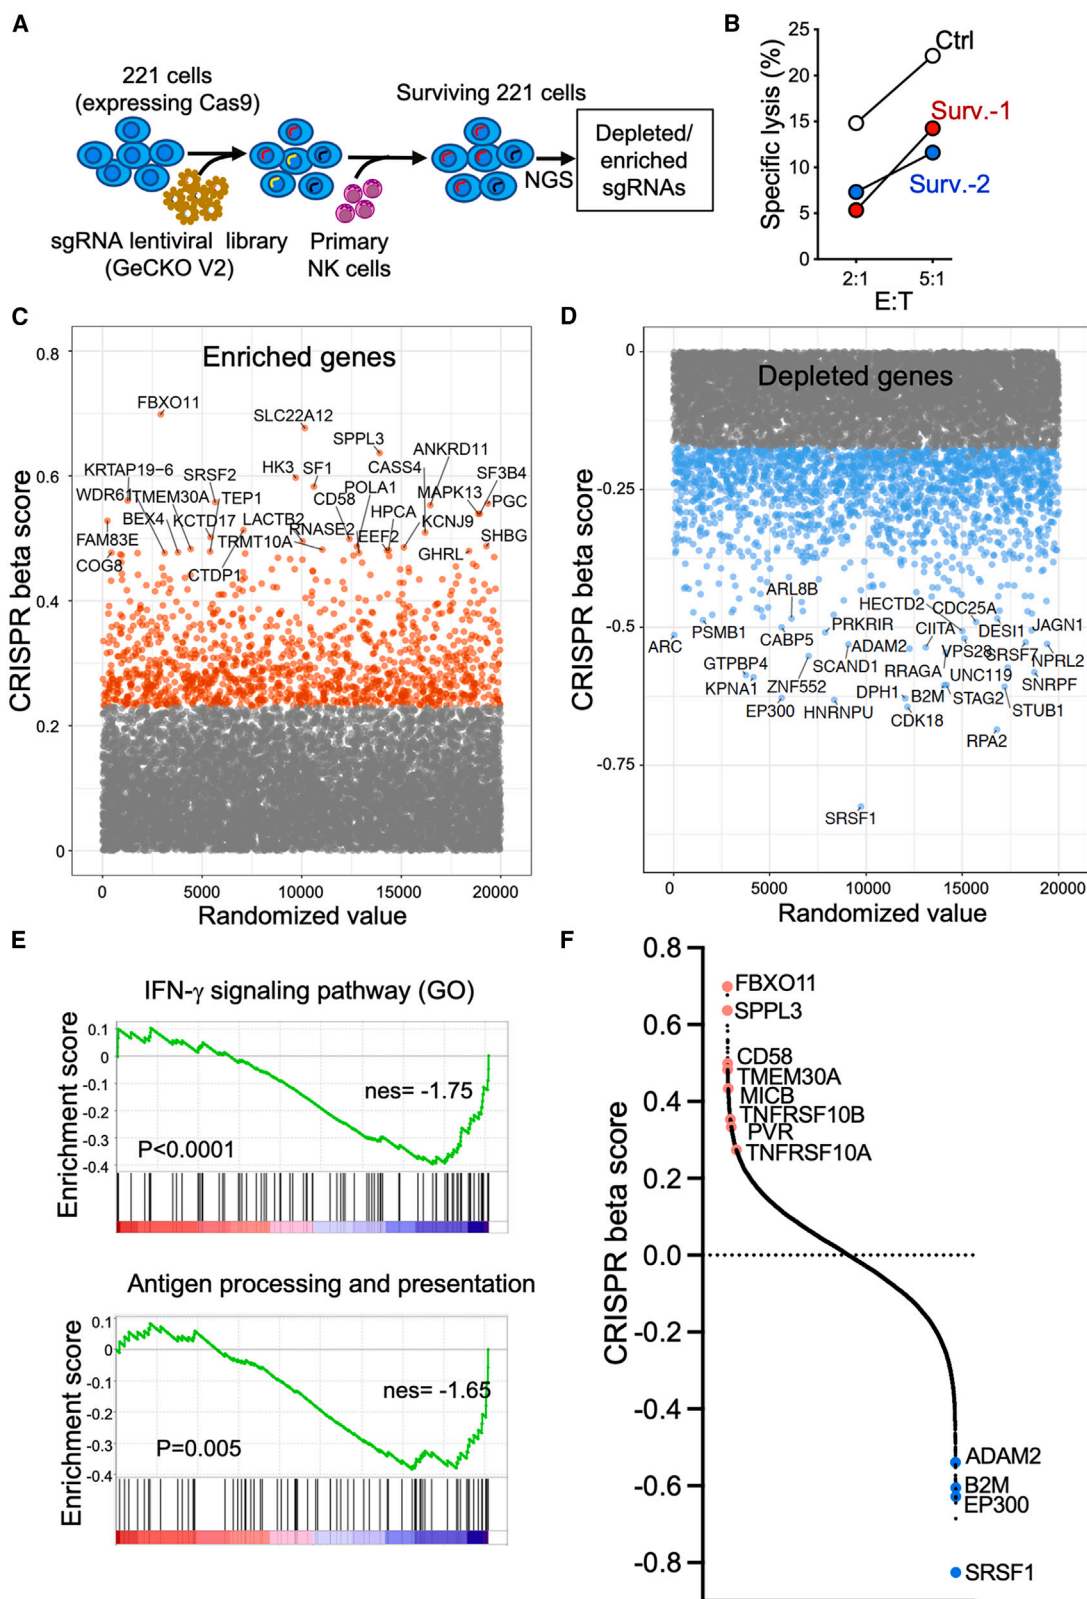 A
221 cells
(expressing Cas9)
Surviving 221 cells
NGS
Depleted/
enriched
sgRNAs
sgRNA lentiviral library
(GeCKO V2)
Primary
NK cells
B
Specific lysis (%)
25
20
15
10
5
0
Ctrl
Surv.-1
Surv.-2
2:1 5:1
E:T
C
Enriched genes
CRISPR beta score
0.8
0.6
0.4
0.2
0
FBXO11
SLC22A12
SPPL3
ANKRD11
KRTAP19-6
SRSF2
HK3
SF1
CASS4
SF3B4
WDR61
TMEM30A
TEP1
CD58
POLA1
MAPK13
PGC
BEX4
KCTD17
LACTB2
RNASE2
HPCA
EEF2
KCNJ9
FAM83E
TRMT10A
GHRL
SHBG
COG8
CTDP1
0 5000 10000 15000 20000
Randomized value
D
Depleted genes
CRISPR beta score
0
-0.25
-0.5
-0.75
ARL8B
HECTD2
CDC25A
ARC
PSMB1
CABP5
PRKRIR
CIITA
DESI1
JAGN1
GTPBP4
SCAND1
ADAM2
VPS28
SRSF7
NPRL2
KPNA1
ZNF552
RRAGA
UNC119
SNRPF
EP300
HNRNPU
DPH1
B2M
STAG2
STUB1
CDK18
RPA2
SRSF1
0 5000 10000 15000 20000
Randomized value
E
IFN-γ signaling pathway (GO)
Enrichment score
0.1
0
-0.1
-0.2
-0.3
-0.4
nes= -1.75
P<0.0001
Antigen processing and presentation
Enrichment score
0.1
0
-0.1
-0.2
-0.3
-0.4
nes= -1.65
P=0.005
F
CRISPR beta score
0.8
0.6
0.4
0.2
0.0
-0.2
-0.4
-0.6
-0.8
FBXO11
SPPL3
CD58
TMEM30A
MICB
TNFRSF10B
PVR
TNFRSF10A
ADAM2
B2M
EP300
SRSF1